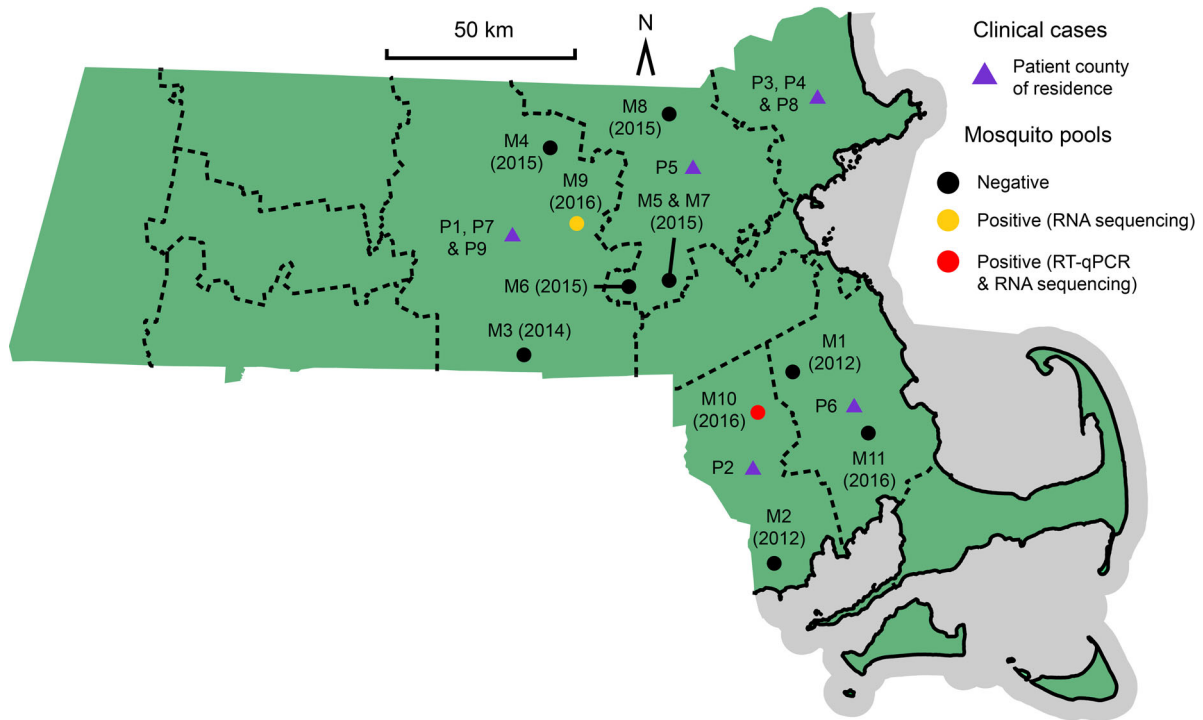 50 km
N
Clinical cases
Patient county
of residence
Mosquito pools
Negative
Positive (RNA sequencing)
Positive (RT-qPCR
& RNA sequencing)
P3, P4
& P8
M8
(2015)
M4
(2015)
P5
M9
(2016)
M5 & M7
(2015)
P1, P7
& P9
M6 (2015)
M3 (2014)
M1
(2012)
M10
(2016)
P6
M11
(2016)
P2
M2
(2012)